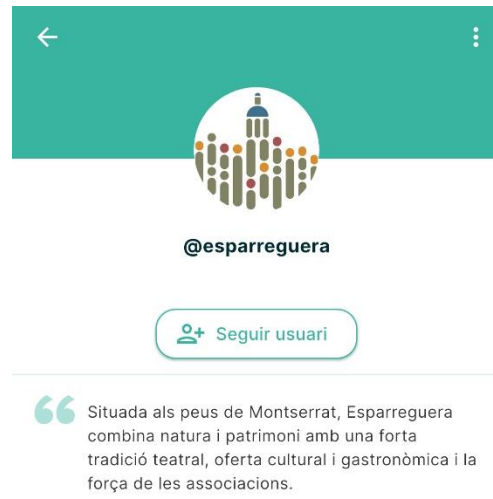 @esparreguera
Seguir usuari
Situada als peus de Montserrat, Esparreguera
combina natura i patrimoni amb una forta
tradició teatral, oferta cultural i gastronòmica i la
força de les associacions.